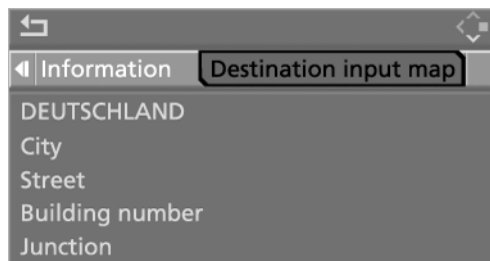 Information Destination input map
DEUTSCHLAND
City
Street
Building number
Junction